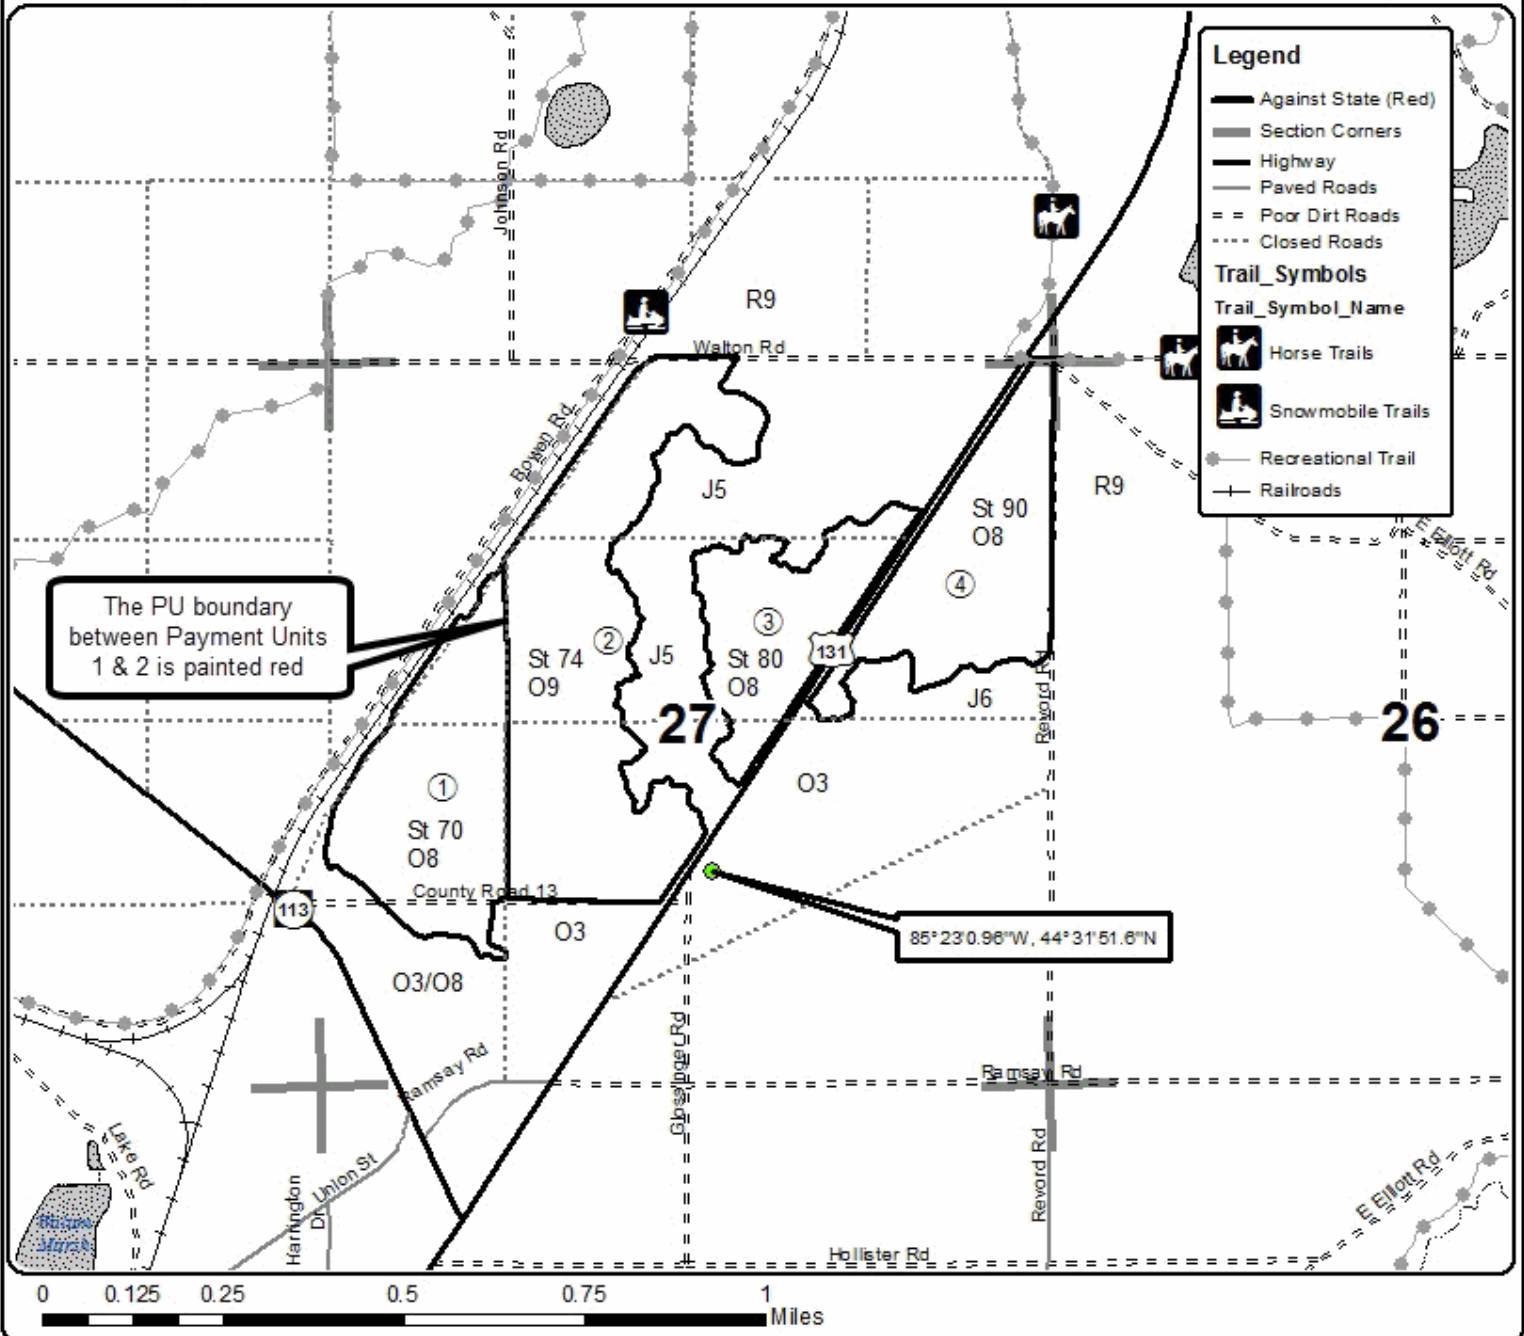 Legend
Against State (Red)
Section Corners
Highway
Paved Roads
Poor Dirt Roads
Closed Roads
Trail_Symbols
Trail_Symbol_Name
Horse Trails
Snowmobile Trails
Recreational Trail
Railroads
Johnson Rd
R9
Walton Rd
Bowen Rd
J5
R9
St 90
O8
4
E Elliott Rd
The PU boundary
between Payment Units
1 & 2 is painted red
2
St 74
O9
J5
3
St 80
O8
131
J6
Revord Rd
27
26
1
St 70
O8
O3
County Road 13
113
O3
O3/O8
85°23'0.96"W, 44°31'51.6"N
Ramsay Rd
Glossinger Rd
Ramsay Rd
Lake Rd
Union St
Harrington
Dr
Revord Rd
E Elliott Rd
Marsh
Hollister Rd
0 0.125 0.25 0.5 0.75 1
Miles